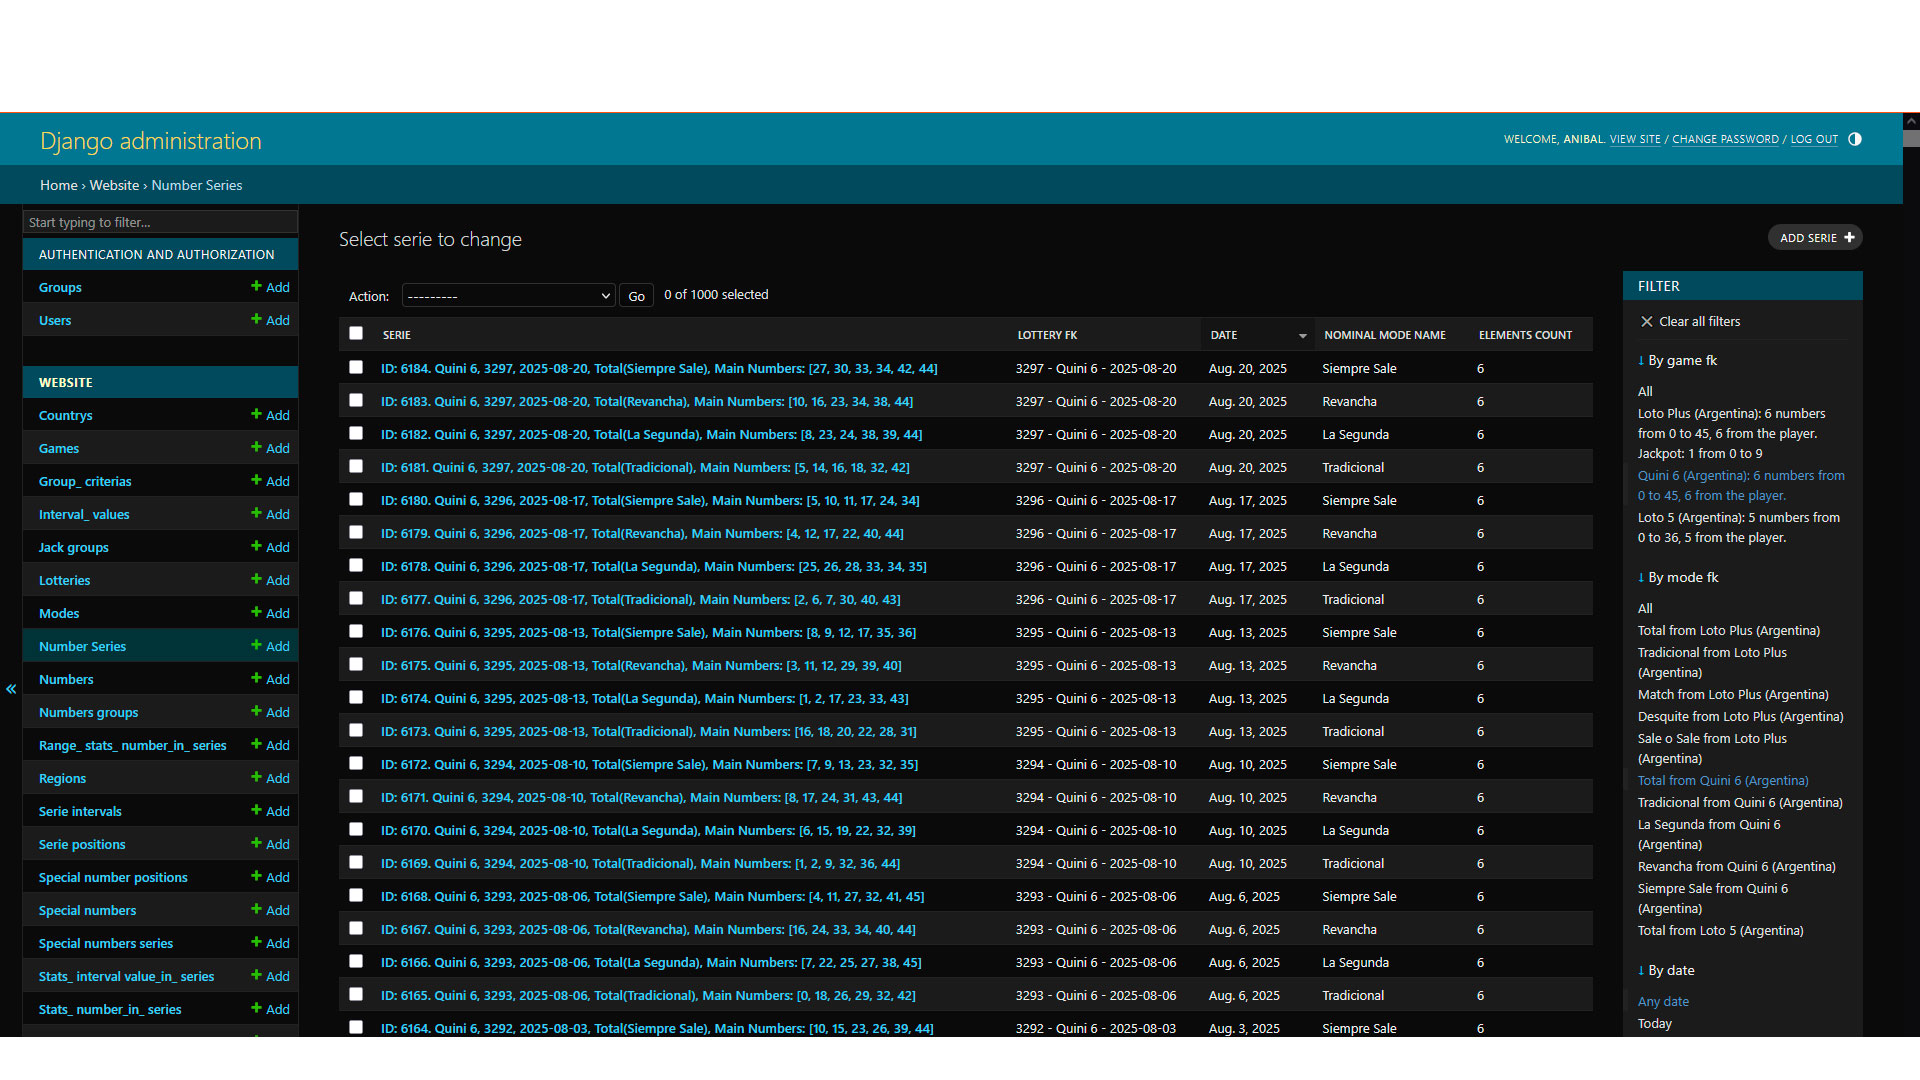 Django administration
WELCOME, ANIBAL. VIEW SITE / CHANGE PASSWORD / LOG OUT
Home › Website › Number Series
Start typing to filter...
AUTHENTICATION AND AUTHORIZATION
Groups Add
Users Add
WEBSITE
Countrys Add
Games Add
Group_ criterias Add
Interval_ values Add
Jack groups Add
Lotteries Add
Modes Add
Number Series Add
Numbers Add
Numbers groups Add
Range_ stats_ number_in_ series Add
Regions Add
Serie intervals Add
Serie positions Add
Special number positions Add
Special numbers Add
Special numbers series Add
Stats_ interval value_in_ series Add
Stats_ number_in_ series Add
«
Select serie to change
ADD SERIE
Action: --------- Go 0 of 1000 selected
SERIE LOTTERY FK DATE NOMINAL MODE NAME ELEMENTS COUNT
ID: 6184. Quini 6, 3297, 2025-08-20, Total(Siempre Sale), Main Numbers: [27, 30, 33, 34, 42, 44] 3297 - Quini 6 - 2025-08-20 Aug. 20, 2025 Siempre Sale 6
ID: 6183. Quini 6, 3297, 2025-08-20, Total(Revancha), Main Numbers: [10, 16, 23, 34, 38, 44] 3297 - Quini 6 - 2025-08-20 Aug. 20, 2025 Revancha 6
ID: 6182. Quini 6, 3297, 2025-08-20, Total(La Segunda), Main Numbers: [8, 23, 24, 38, 39, 44] 3297 - Quini 6 - 2025-08-20 Aug. 20, 2025 La Segunda 6
ID: 6181. Quini 6, 3297, 2025-08-20, Total(Tradicional), Main Numbers: [5, 14, 16, 18, 32, 42] 3297 - Quini 6 - 2025-08-20 Aug. 20, 2025 Tradicional 6
ID: 6180. Quini 6, 3296, 2025-08-17, Total(Siempre Sale), Main Numbers: [5, 10, 11, 17, 24, 34] 3296 - Quini 6 - 2025-08-17 Aug. 17, 2025 Siempre Sale 6
ID: 6179. Quini 6, 3296, 2025-08-17, Total(Revancha), Main Numbers: [4, 12, 17, 22, 40, 44] 3296 - Quini 6 - 2025-08-17 Aug. 17, 2025 Revancha 6
ID: 6178. Quini 6, 3296, 2025-08-17, Total(La Segunda), Main Numbers: [25, 26, 28, 33, 34, 35] 3296 - Quini 6 - 2025-08-17 Aug. 17, 2025 La Segunda 6
ID: 6177. Quini 6, 3296, 2025-08-17, Total(Tradicional), Main Numbers: [2, 6, 7, 30, 40, 43] 3296 - Quini 6 - 2025-08-17 Aug. 17, 2025 Tradicional 6
ID: 6176. Quini 6, 3295, 2025-08-13, Total(Siempre Sale), Main Numbers: [8, 9, 12, 17, 35, 36] 3295 - Quini 6 - 2025-08-13 Aug. 13, 2025 Siempre Sale 6
ID: 6175. Quini 6, 3295, 2025-08-13, Total(Revancha), Main Numbers: [3, 11, 12, 29, 39, 40] 3295 - Quini 6 - 2025-08-13 Aug. 13, 2025 Revancha 6
ID: 6174. Quini 6, 3295, 2025-08-13, Total(La Segunda), Main Numbers: [1, 2, 17, 23, 33, 43] 3295 - Quini 6 - 2025-08-13 Aug. 13, 2025 La Segunda 6
ID: 6173. Quini 6, 3295, 2025-08-13, Total(Tradicional), Main Numbers: [16, 18, 20, 22, 28, 31] 3295 - Quini 6 - 2025-08-13 Aug. 13, 2025 Tradicional 6
ID: 6172. Quini 6, 3294, 2025-08-10, Total(Siempre Sale), Main Numbers: [7, 9, 13, 23, 32, 35] 3294 - Quini 6 - 2025-08-10 Aug. 10, 2025 Siempre Sale 6
ID: 6171. Quini 6, 3294, 2025-08-10, Total(Revancha), Main Numbers: [8, 17, 24, 31, 43, 44] 3294 - Quini 6 - 2025-08-10 Aug. 10, 2025 Revancha 6
ID: 6170. Quini 6, 3294, 2025-08-10, Total(La Segunda), Main Numbers: [6, 15, 19, 22, 32, 39] 3294 - Quini 6 - 2025-08-10 Aug. 10, 2025 La Segunda 6
ID: 6169. Quini 6, 3294, 2025-08-10, Total(Tradicional), Main Numbers: [1, 2, 9, 32, 36, 44] 3294 - Quini 6 - 2025-08-10 Aug. 10, 2025 Tradicional 6
ID: 6168. Quini 6, 3293, 2025-08-06, Total(Siempre Sale), Main Numbers: [4, 11, 27, 32, 41, 45] 3293 - Quini 6 - 2025-08-06 Aug. 6, 2025 Siempre Sale 6
ID: 6167. Quini 6, 3293, 2025-08-06, Total(Revancha), Main Numbers: [16, 24, 33, 34, 40, 44] 3293 - Quini 6 - 2025-08-06 Aug. 6, 2025 Revancha 6
ID: 6166. Quini 6, 3293, 2025-08-06, Total(La Segunda), Main Numbers: [7, 22, 25, 27, 38, 45] 3293 - Quini 6 - 2025-08-06 Aug. 6, 2025 La Segunda 6
ID: 6165. Quini 6, 3293, 2025-08-06, Total(Tradicional), Main Numbers: [0, 18, 26, 29, 32, 42] 3293 - Quini 6 - 2025-08-06 Aug. 6, 2025 Tradicional 6
ID: 6164. Quini 6, 3292, 2025-08-03, Total(Siempre Sale), Main Numbers: [10, 15, 23, 26, 39, 44] 3292 - Quini 6 - 2025-08-03 Aug. 3, 2025 Siempre Sale 6
FILTER
Clear all filters
↓ By game fk
All
Loto Plus (Argentina): 6 numbers
from 0 to 45, 6 from the player.
Jackpot: 1 from 0 to 9
Quini 6 (Argentina): 6 numbers from
0 to 45, 6 from the player.
Loto 5 (Argentina): 5 numbers from
0 to 36, 5 from the player.
↓ By mode fk
All
Total from Loto Plus (Argentina)
Tradicional from Loto Plus
(Argentina)
Match from Loto Plus (Argentina)
Desquite from Loto Plus (Argentina)
Sale o Sale from Loto Plus
(Argentina)
Total from Quini 6 (Argentina)
Tradicional from Quini 6 (Argentina)
La Segunda from Quini 6
(Argentina)
Revancha from Quini 6 (Argentina)
Siempre Sale from Quini 6
(Argentina)
Total from Loto 5 (Argentina)
↓ By date
Any date
Today